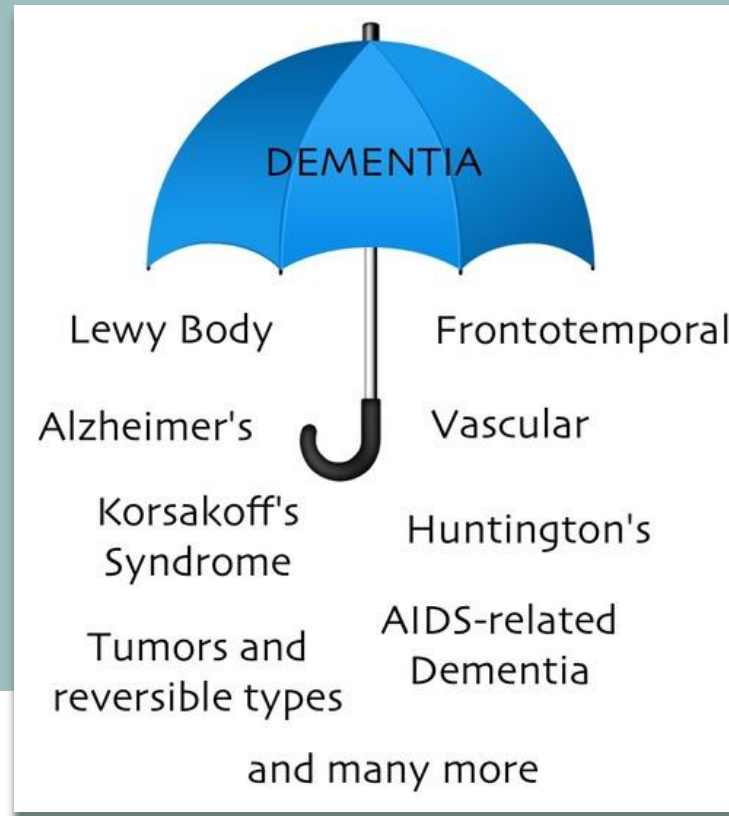 DEMENTIA
Lewy Body
Frontotemporal
Alzheimer's
Vascular
Korsakoff's
Syndrome
Huntington's
Tumors and
reversible types
AIDS-related
Dementia
and many more